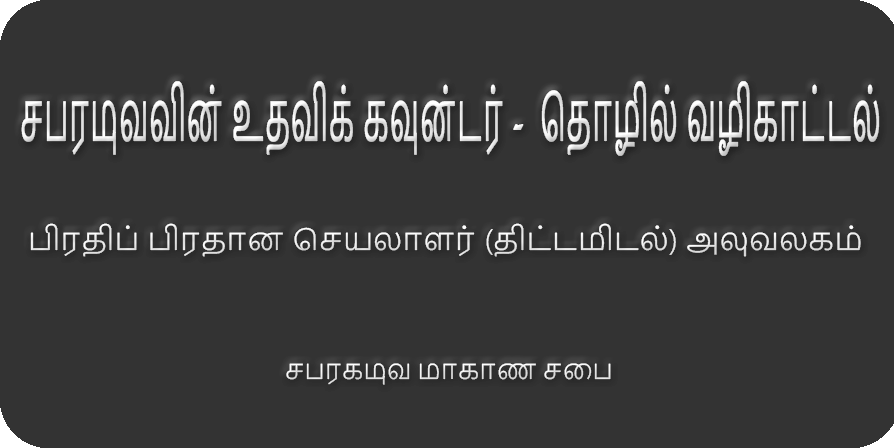 சபரமுவவின் உதவிக் கவுன்டர் - தொழில் வழிகாட்டல்
பிரதிப் பிரதான செயலாளர் (திட்டமிடல்) அலுவலகம்
சபரகமுவ மாகாண சபை